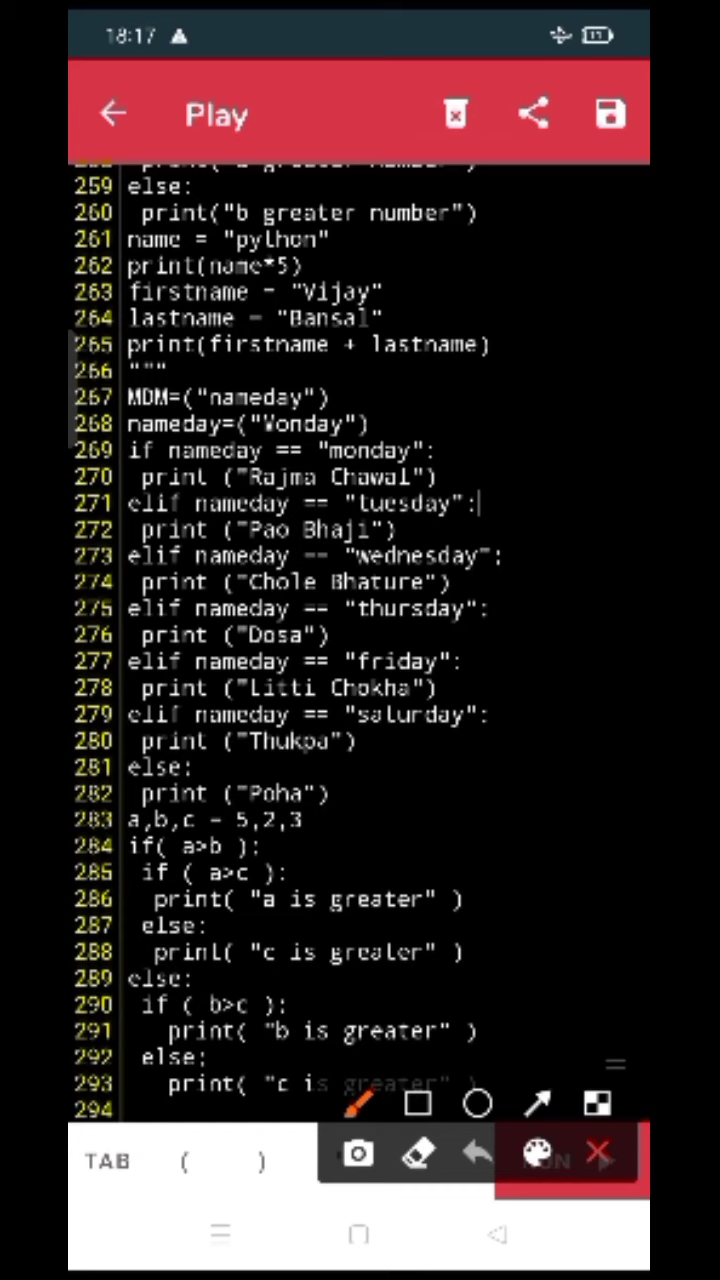 18:17
11
Play
259 else:
260 print("b greater number")
261 name = "python"
262 print(name*5)
263 firstname = "Vijay"
264 lastname = "Bansal"
265 print(firstname + lastname)
266 """
267 MDM=("nameday")
268 nameday=("Monday")
269 if nameday == "monday":
270 print ("Rajma Chawal")
271 elif nameday == "tuesday":
272 print ("Pao Bhaji")
273 elif nameday == "wednesday":
274 print ("Chole Bhature")
275 elif nameday == "thursday":
276 print ("Dosa")
277 elif nameday == "friday":
278 print ("Litti Chokha")
279 elif nameday == "saturday":
280 print ("Thukpa")
281 else:
282 print ("Poha")
283 a,b,c = 5,2,3
284 if( a>b ):
285 if ( a>c ):
286 print( "a is greater" )
287 else:
288 print( "c is greater" )
289 else:
290 if ( b>c ):
291 print( "b is greater" )
292 else:
293 print( "c is greater" )
294
TAB ( )